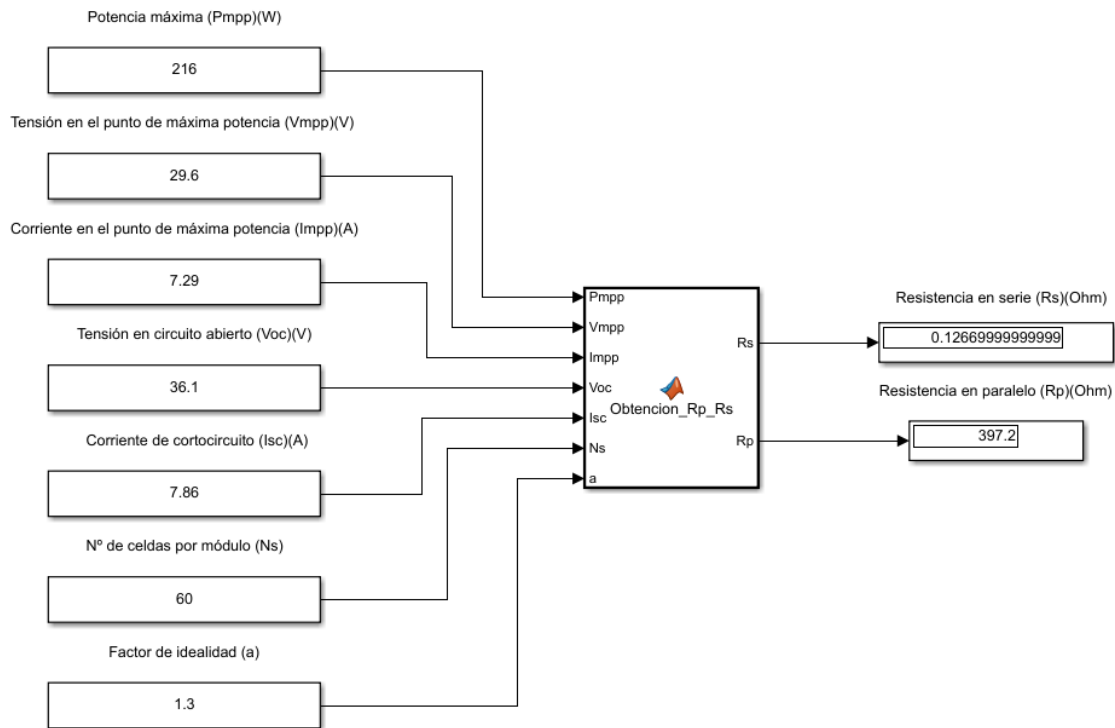 Potencia máxima (Pmpp)(W)
216
Tensión en el punto de máxima potencia (Vmpp)(V)
29.6
Corriente en el punto de máxima potencia (Impp)(A)
7.29
Tensión en circuito abierto (Voc)(V)
36.1
Corriente de cortocircuito (Isc)(A)
7.86
Nº de celdas por módulo (Ns)
60
Factor de idealidad (a)
1.3
Pmpp
Vmpp
Impp
Voc
Isc
Ns
a
Obtencion_Rp_Rs
Rs
Rp
Resistencia en serie (Rs)(Ohm)
0.12669999999999
Resistencia en paralelo (Rp)(Ohm)
397.2